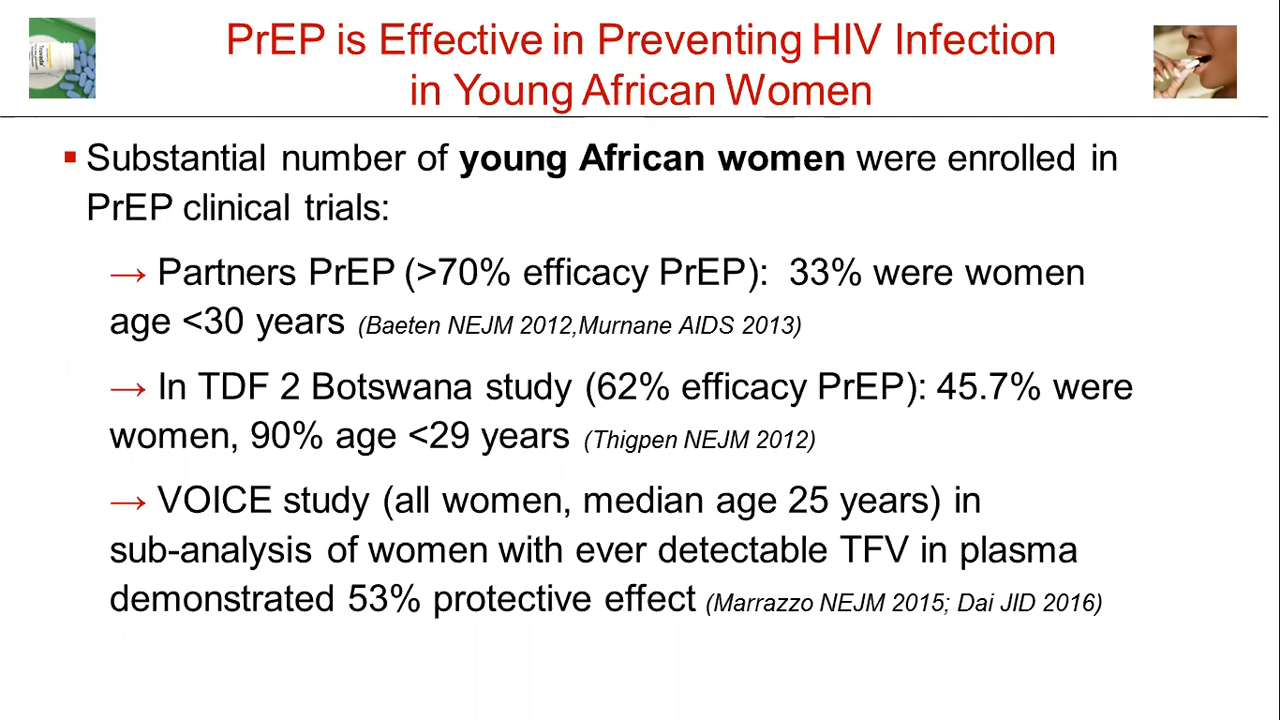 PrEP is Effective in Preventing HIV Infection
in Young African Women
▪ Substantial number of young African women were enrolled in
PrEP clinical trials:
→ Partners PrEP (>70% efficacy PrEP):  33% were women
age <30 years (Baeten NEJM 2012,Murnane AIDS 2013)
→ In TDF 2 Botswana study (62% efficacy PrEP): 45.7% were
women, 90% age <29 years (Thigpen NEJM 2012)
→ VOICE study (all women, median age 25 years) in
sub-analysis of women with ever detectable TFV in plasma
demonstrated 53% protective effect (Marrazzo NEJM 2015; Dai JID 2016)